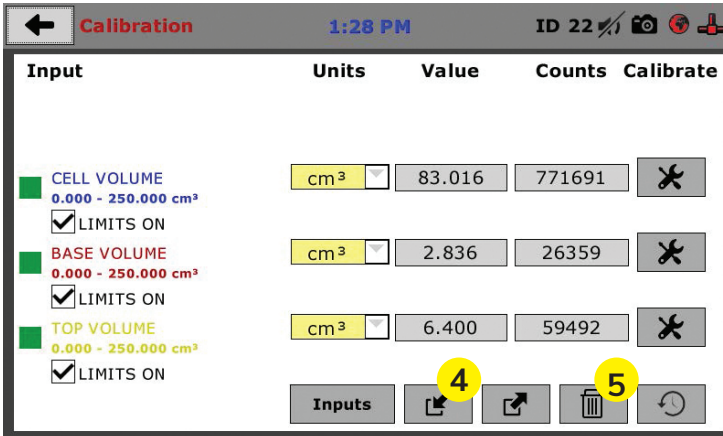 Calibration 1:28 PM ID 22
Input Units Value Counts Calibrate
CELL VOLUME cm³ 83.016 771691
0.000 - 250.000 cm³
LIMITS ON
BASE VOLUME cm³ 2.836 26359
0.000 - 250.000 cm³
LIMITS ON
TOP VOLUME cm³ 6.400 59492
0.000 - 250.000 cm³
LIMITS ON
4 5
Inputs